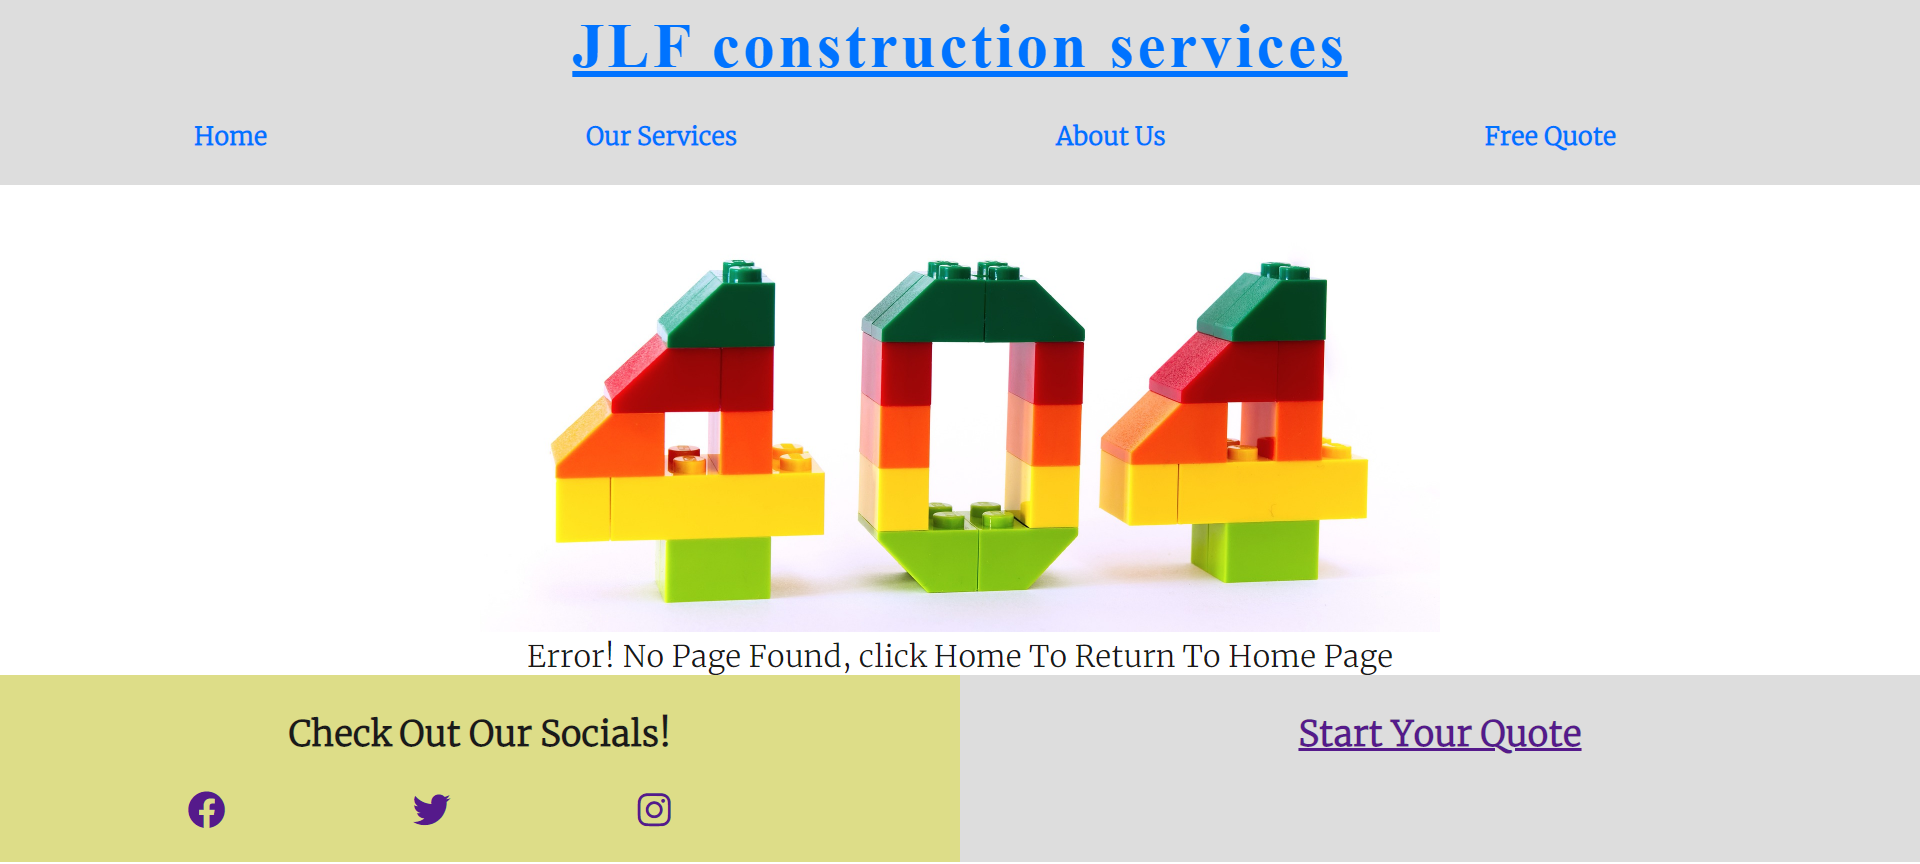 JLF construction services
Home
Our Services
About Us
Free Quote
404
Error! No Page Found, click Home To Return To Home Page
Check Out Our Socials!
Start Your Quote